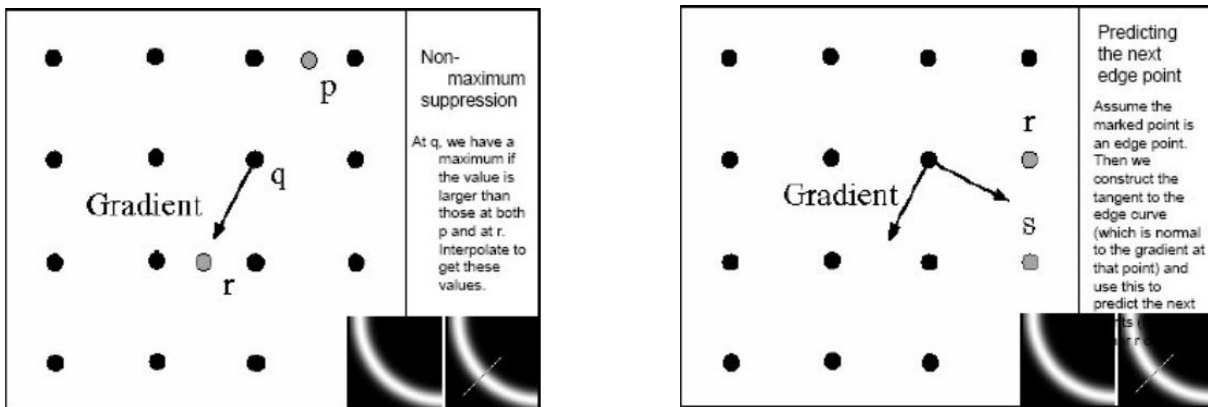 Non-
maximum
suppression
At q, we have a
maximum if
the value is
larger than
those at both
p and at r.
Interpolate to
get these
values.
p
q
Gradient
r
Predicting
the next
edge point
Assume the
marked point is
an edge point.
Then we
construct the
tangent to the
edge curve
(which is normal
to the gradient at
that point) and
use this to
predict the next
r
Gradient
s